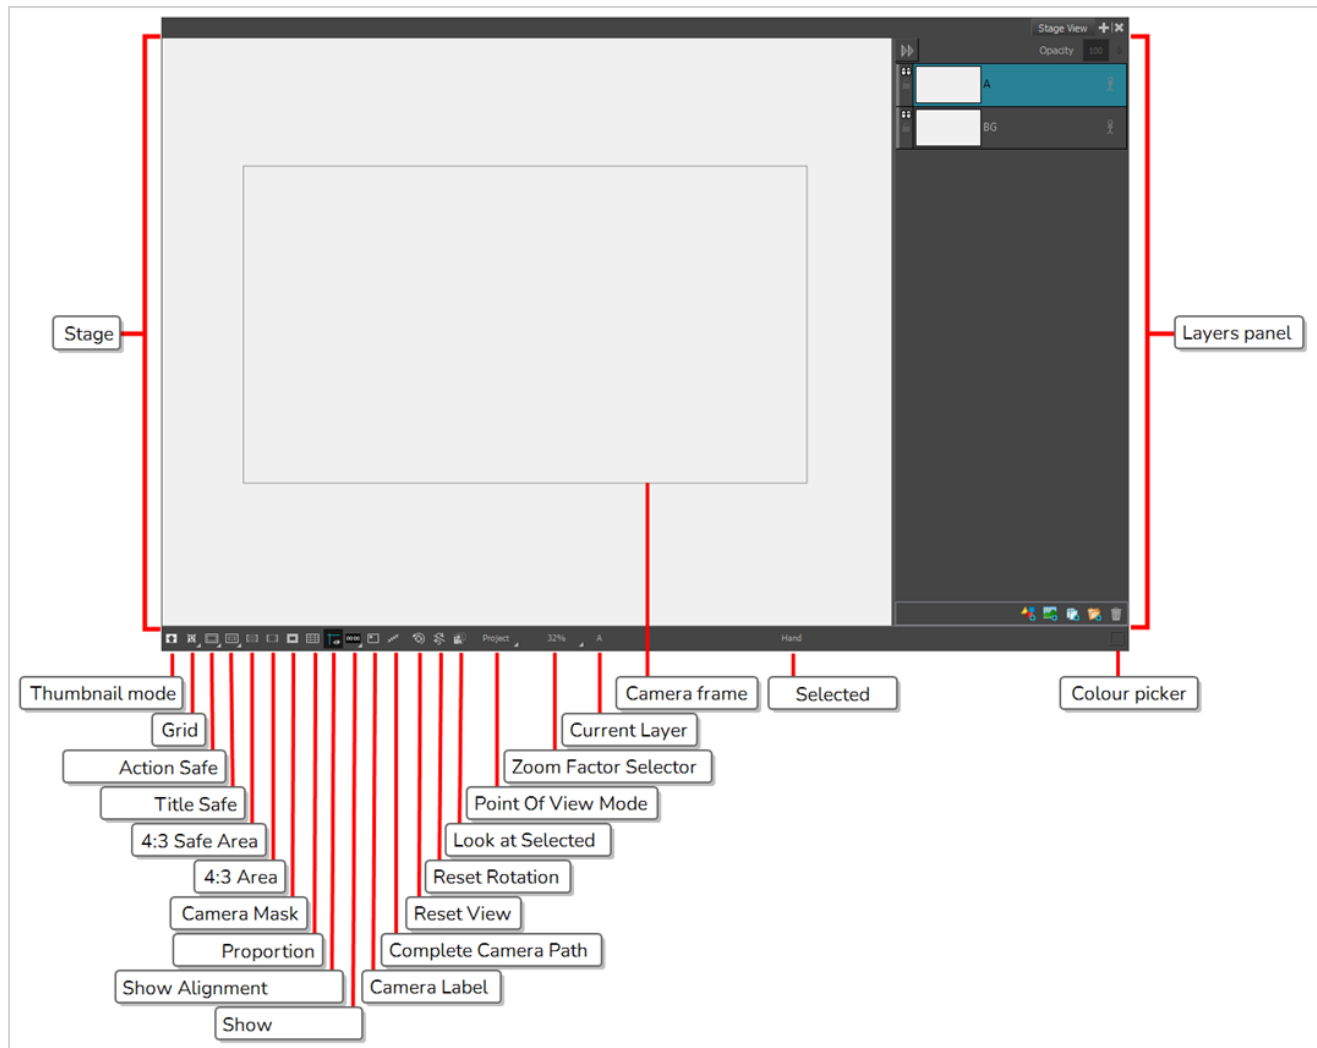 Stage View
Opacity 100
A
BG
Stage
Layers panel
Project 32% A Hand
Thumbnail mode
Camera frame
Selected
Colour picker
Grid
Current Layer
Action Safe
Zoom Factor Selector
Title Safe
Point Of View Mode
4:3 Safe Area
Look at Selected
4:3 Area
Reset Rotation
Camera Mask
Reset View
Proportion
Complete Camera Path
Show Alignment
Camera Label
Show